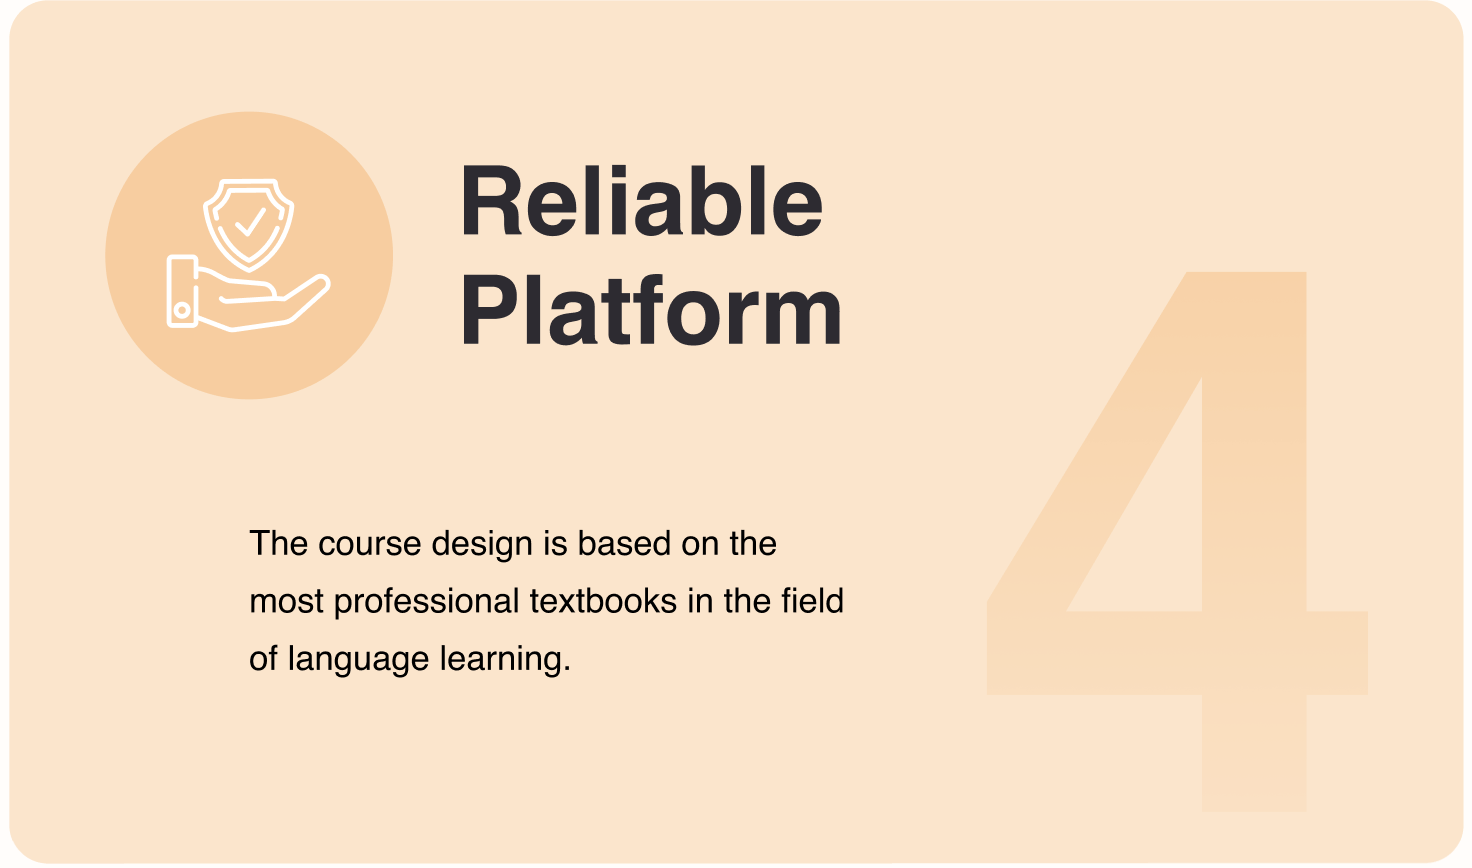 Reliable
Platform
The course design is based on the
most professional textbooks in the field
of language learning.
4